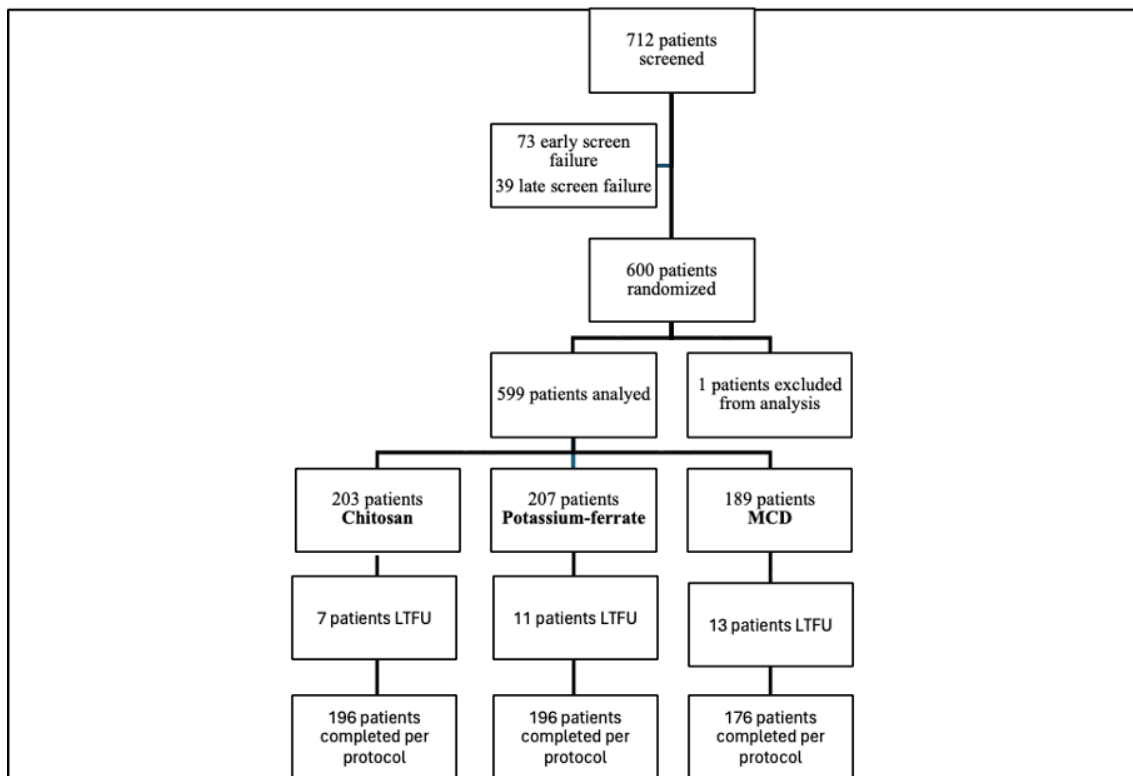 712 patients
screened
73 early screen
failure
39 late screen failure
600 patients
randomized
599 patients analyed
1 patients excluded
from analysis
203 patients
Chitosan
207 patients
Potassium-ferrate
189 patients
MCD
7 patients LTFU
11 patients LTFU
13 patients LTFU
196 patients
completed per
protocol
196 patients
completed per
protocol
176 patients
completed per
protocol